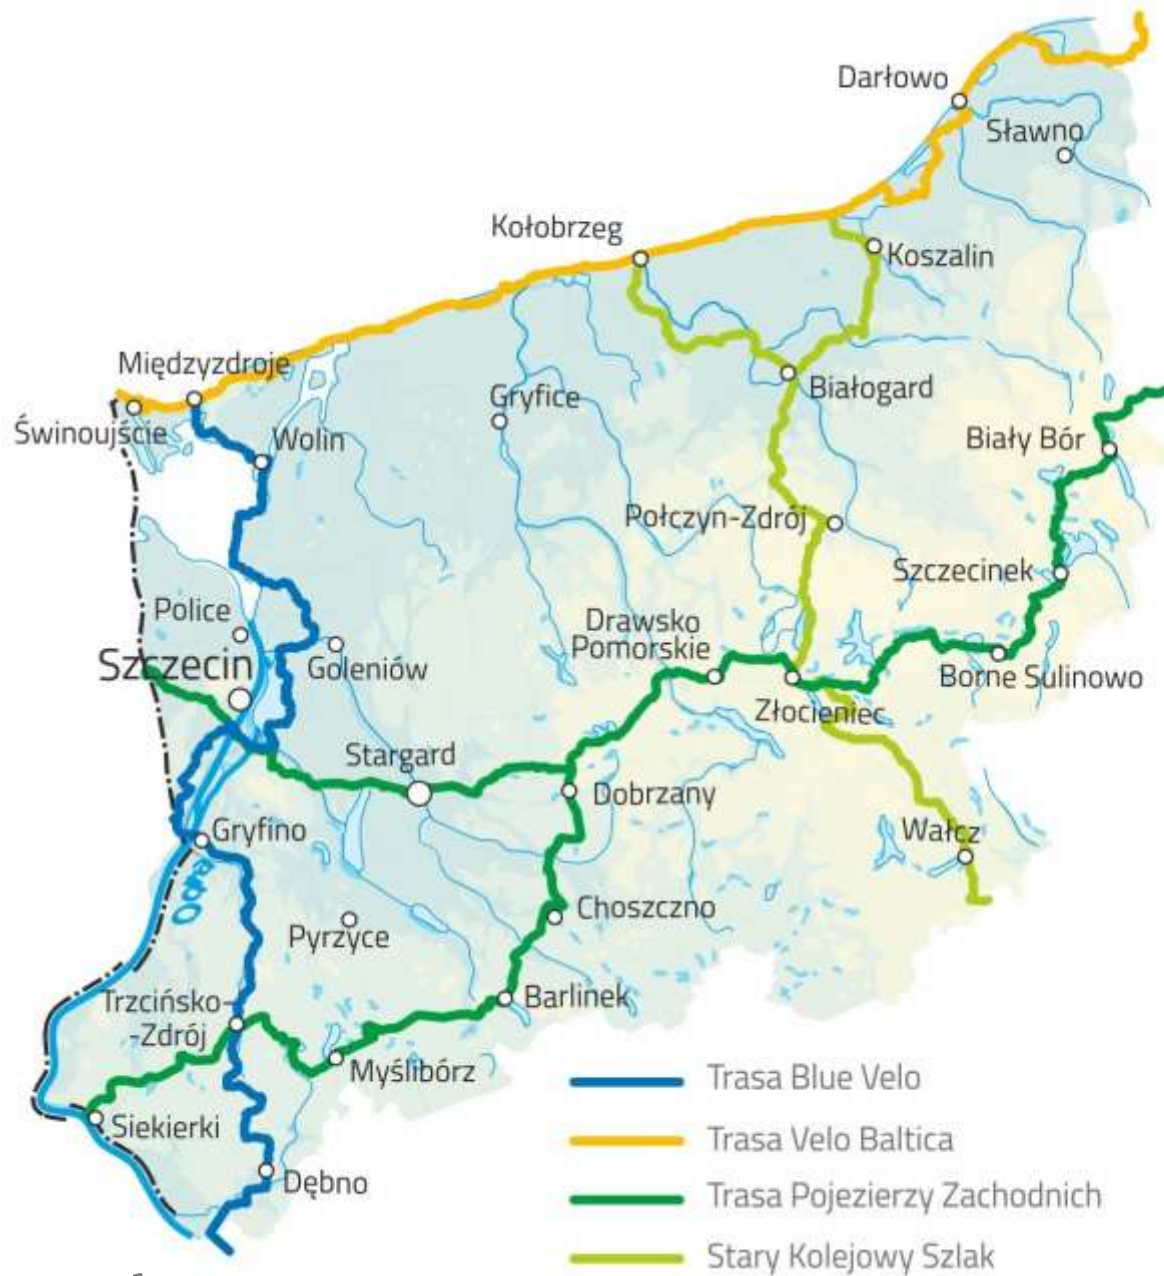 Darłowo
Sławno
Kołobrzeg
Koszalin
Międzyzdroje
Białogard
Gryfice
Świnoujście
Wolin
Biały Bór
Połczyn-Zdrój
Szczecinek
Police
Drawsko
Pomorskie
Szczecin
Goleniów
Borne Sulinowo
Złocieniec
Stargard
Dobrzany
Gryfino
Wałcz
Odra
Choszczno
Pyrzyce
Barlinek
Trzcińsko-
-Zdrój
Myślibórz
Siekierki
Dębno
Trasa Blue Velo
Trasa Velo Baltica
Trasa Pojezierzy Zachodnich
Stary Kolejowy Szlak